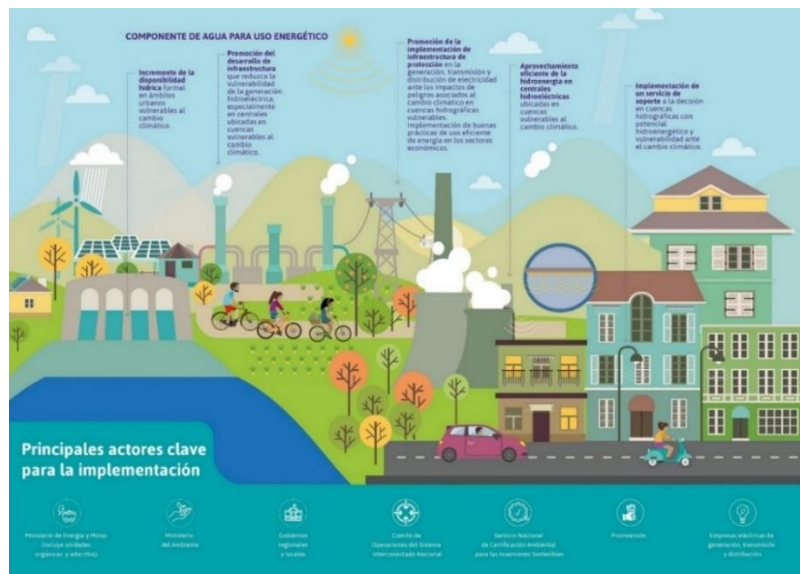 COMPONENTE DE AGUA PARA USO ENERGÉTICO
Incremento de la
disponibilidad
hídrica formal
en ámbitos
urbanos
vulnerables al
cambio
climático.
Promoción del
desarrollo de
infraestructura
que reduzca la
vulnerabilidad
de la generación
hidroeléctrica,
especialmente
en centrales
ubicadas en
cuencas
vulnerables al
cambio
climático.
Promoción de la
implementación de
infraestructura de
protección en la
generación, transmisión y
distribución de electricidad
ante los impactos de
peligros asociados al
cambio climático en
cuencas hidrográficas
vulnerables.
Implementación de buenas
prácticas de uso eficiente
de energía en los sectores
económicos.
Aprovechamiento
eficiente de la
hidroenergía en
centrales
hidroeléctricas
ubicadas en
cuencas
vulnerables al
cambio climático.
Implementación de
un servicio de
soporte a la decisión
en cuencas
hidrográficas con
potencial
hidroenergético y
vulnerabilidad ante
el cambio climático.
Principales actores clave
para la implementación
Ministerio de Energía y Minas
(incluye unidades
orgánicas y adscritos)
Ministerio
del Ambiente
Gobiernos
regionales
y locales
Comité de
Operaciones del Sistema
Interconectado Nacional
Servicio Nacional
de Certificación Ambiental
para las Inversiones Sostenibles
Proinversión
Empresas eléctricas de
generación, transmisión
y distribución